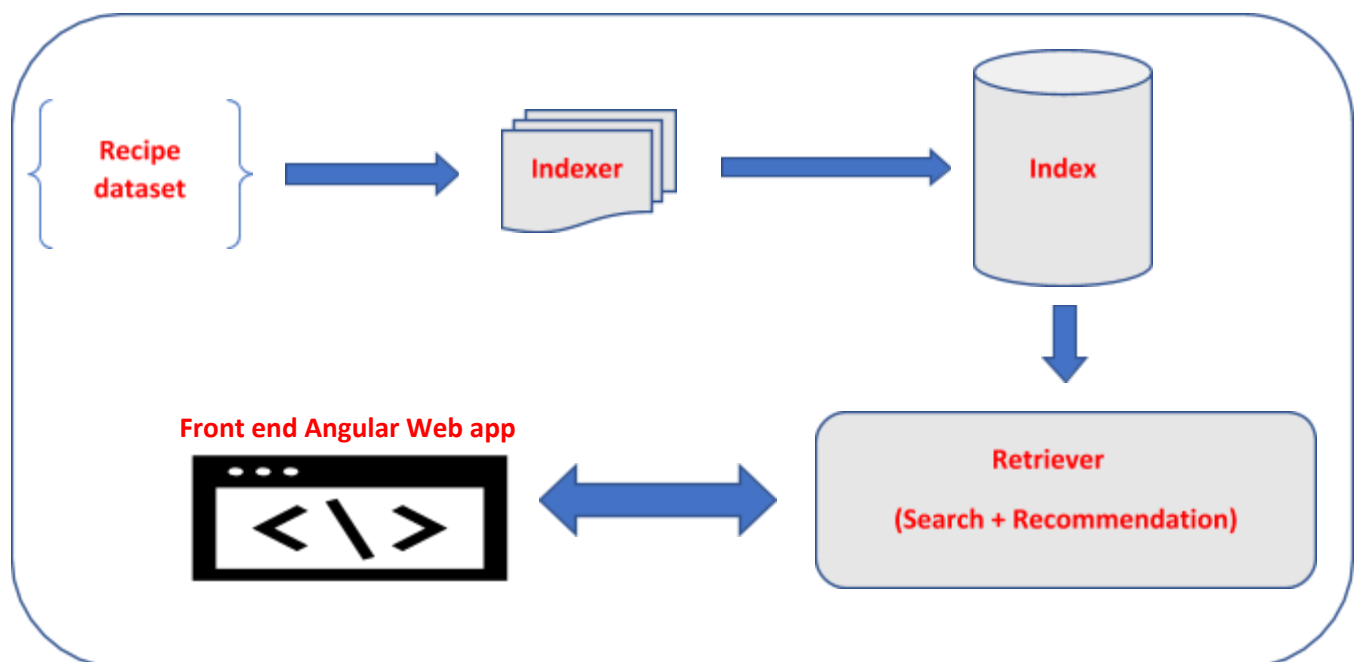 Recipe
dataset
Indexer
Index
Front end Angular Web app
<\>
Retriever
(Search + Recommendation)